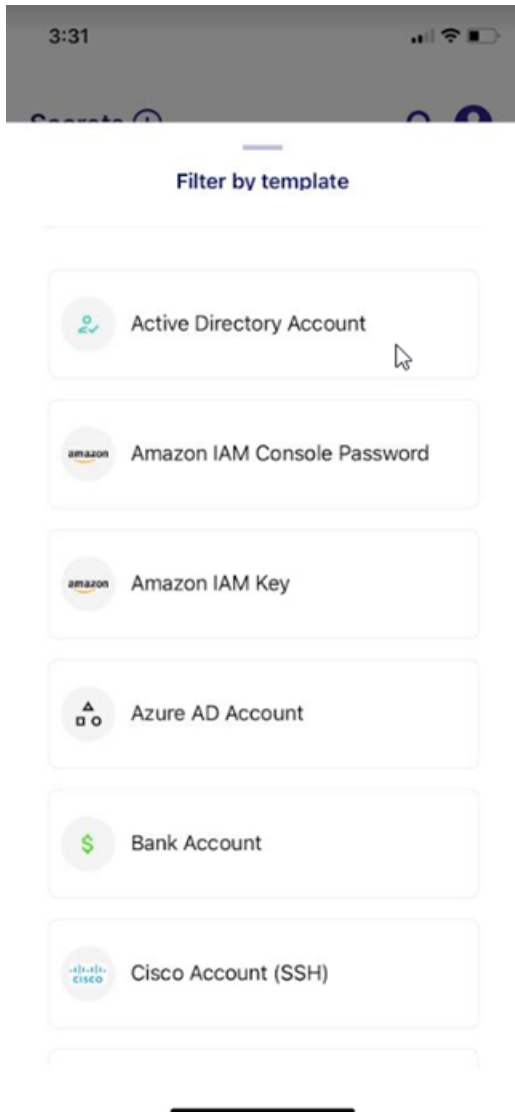 3:31
Secrets
Filter by template
Active Directory Account
amazon
Amazon IAM Console Password
amazon
Amazon IAM Key
Azure AD Account
$
Bank Account
CISCO
Cisco Account (SSH)